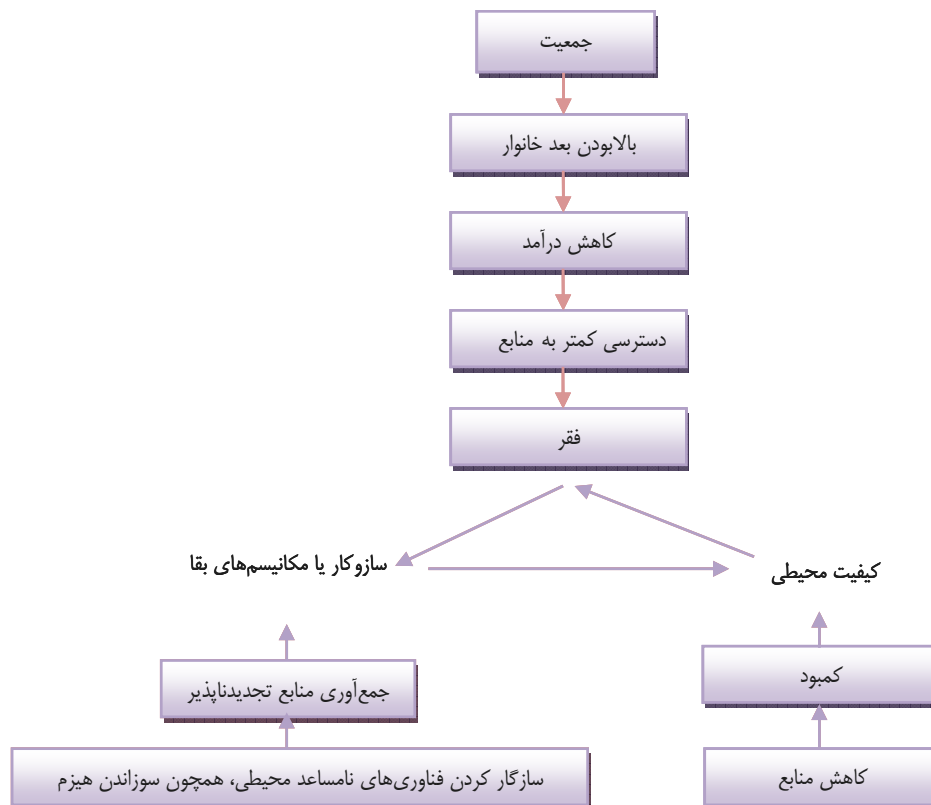 جمعیت
بالابودن بعد خانوار
کاهش درآمد
دسترسی کمتر به منابع
فقر
کیفیت محیطی
سازوکار یا مکانیسم‌های بقا
کمبود
جمع‌آوری منابع تجدیدناپذیر
کاهش منابع
سازگار کردن فناوری‌های نامساعد محیطی، همچون سوزاندن هیزم